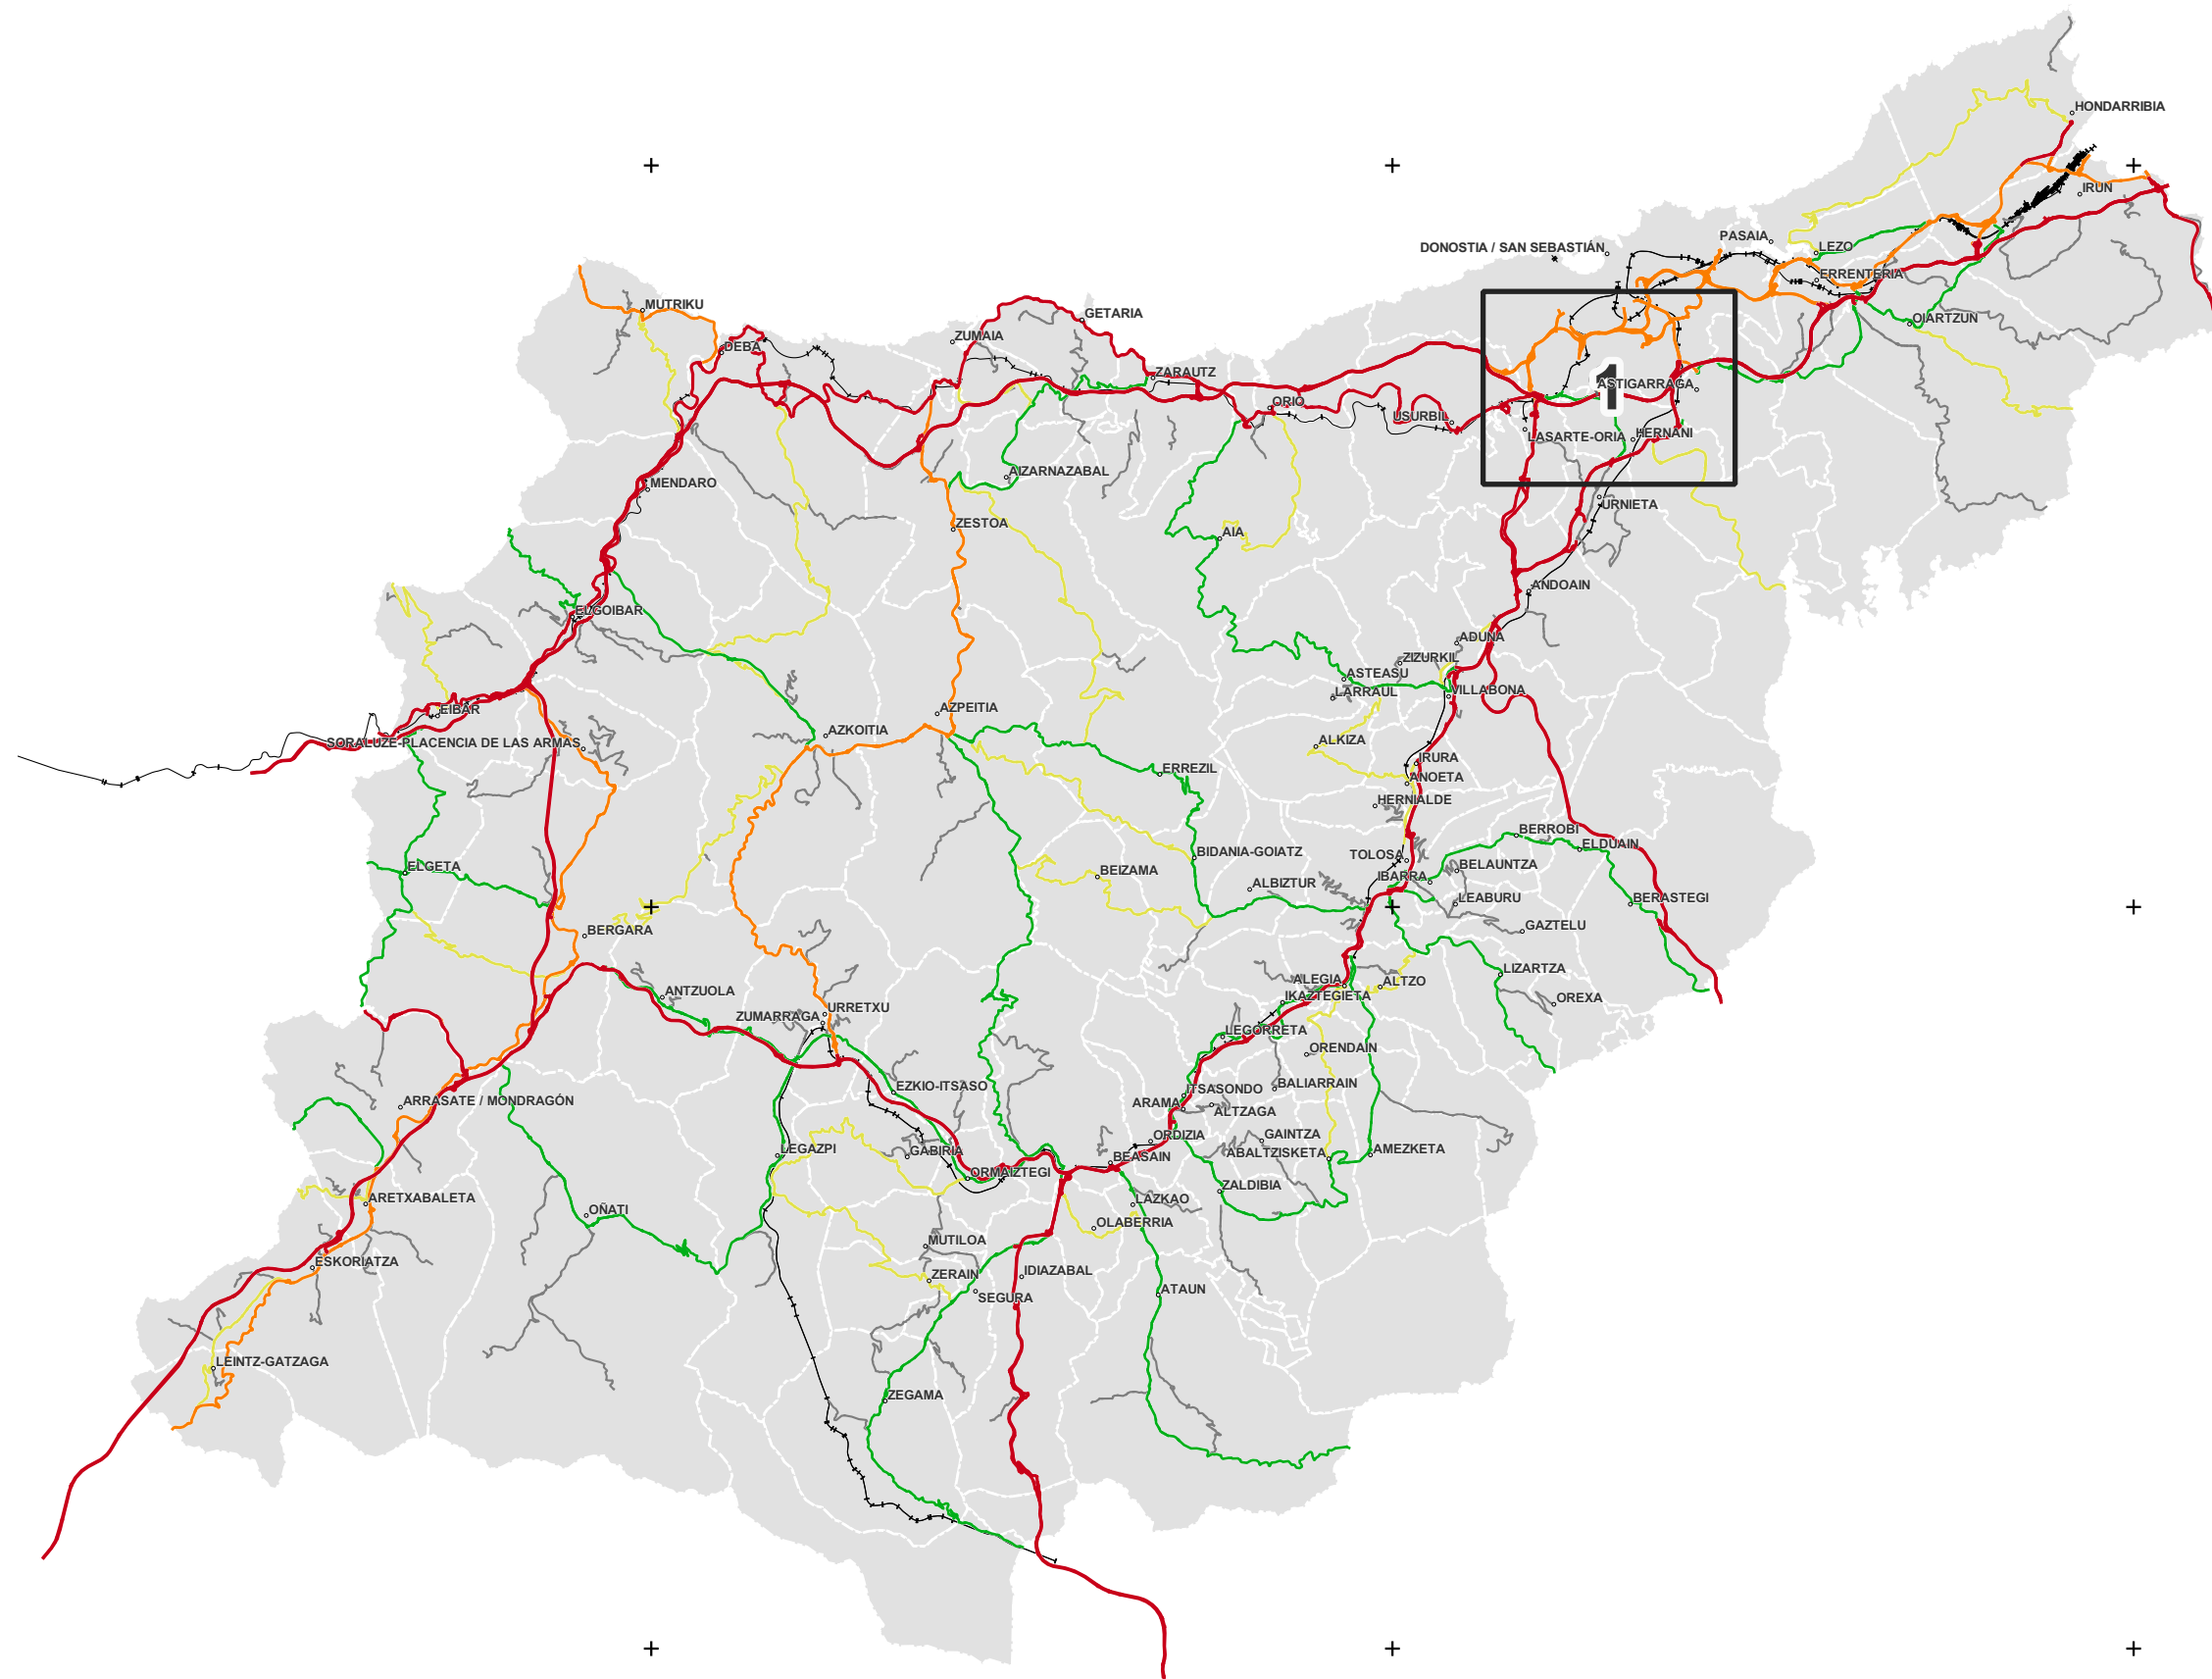 HONDARRIBIA
IRUN
PASAIA
DONOSTIA / SAN SEBASTIÁN
LEZO
ERRENTERIA
MUTRIKU
GETARIA
OIARTZUN
ZUMAIA
DEBA
ZARAUTZ
1
ASTIGARRAGA
ORIO
USURBIL
LASARTE-ORIA
HERNANI
AIZARNAZABAL
MENDARO
URNIETA
ZESTOA
AIA
ANDOAIN
ELGOIBAR
ADUNA
ZIZURKIL
ASTEASU
LARRAUL
VILLABONA
EIBAR
AZPEITIA
AZKOITIA
SORALUZE-PLACENCIA DE LAS ARMAS
ALKIZA
IRURA
ERREZIL
ANOETA
HERNIALDE
BERROBI
ELDUAIN
BIDANIA-GOIATZ
TOLOSA
BELAUNTZA
ELGETA
BEIZAMA
IBARRA
ALBIZTUR
LEABURU
BERASTEGI
GAZTELU
BERGARA
LIZARTZA
ALEGIA
ALTZO
ANTZUOLA
IKAZTEGIETA
OREXA
URRETXU
ZUMARRAGA
LEGORRETA
ORENDAIN
EZKIO-ITSASO
BALIARRAIN
ITSASONDO
ARRASATE / MONDRAGÓN
ARAMA
ALTZAGA
ORDIZIA
GAINTZA
LEGAZPI
GABIRIA
ABALTZISKETA
AMEZKETA
BEASAIN
ORMAIZTEGI
ZALDIBIA
ARETXABALETA
LAZKAO
OÑATI
OLABERRIA
MUTILOA
ESKORIATZA
ZERAIN
IDIAZABAL
ATAUN
SEGURA
LEINTZ-GATZAGA
ZEGAMA